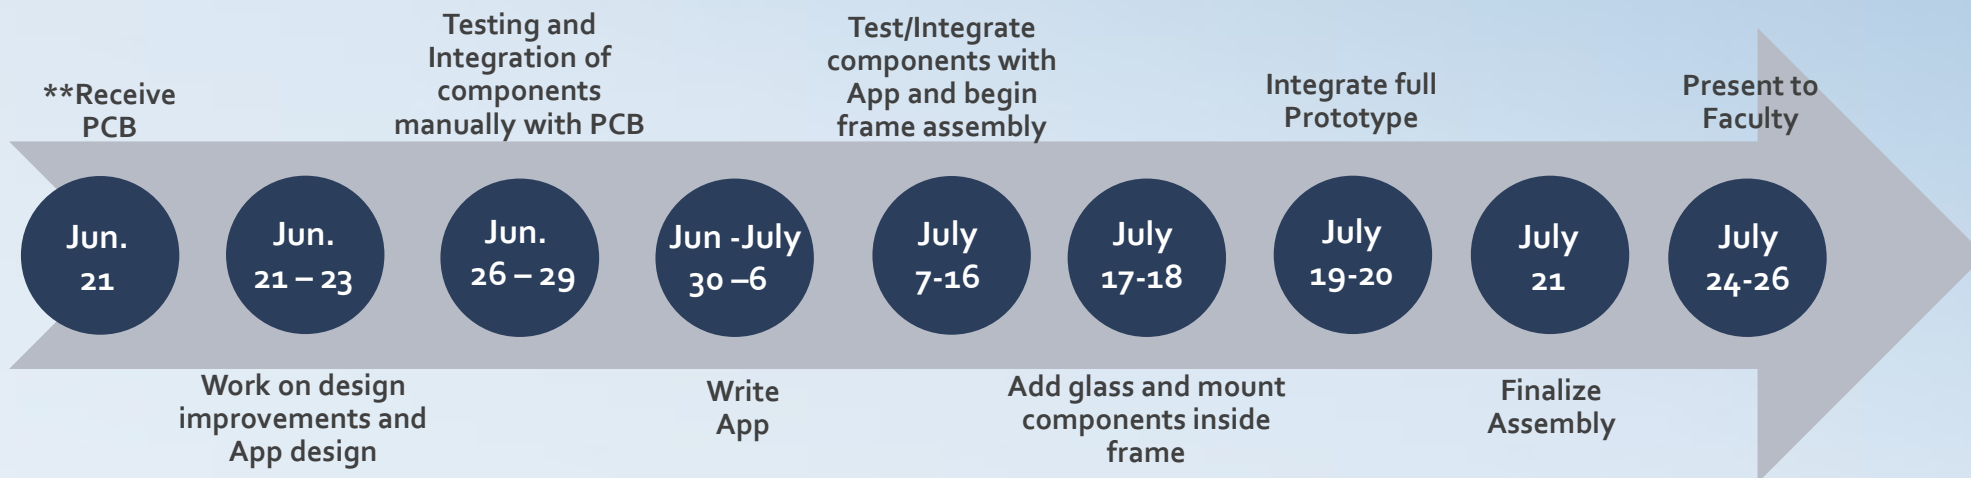 **Receive
PCB
Testing and
Integration of
components
manually with PCB
Test/Integrate
components with
App and begin
frame assembly
Integrate full
Prototype
Present to
Faculty
Jun.
21
Jun.
21 – 23
Jun.
26 – 29
Jun -July
30 –6
July
7-16
July
17-18
July
19-20
July
21
July
24-26
Work on design
improvements and
App design
Write
App
Add glass and mount
components inside
frame
Finalize
Assembly